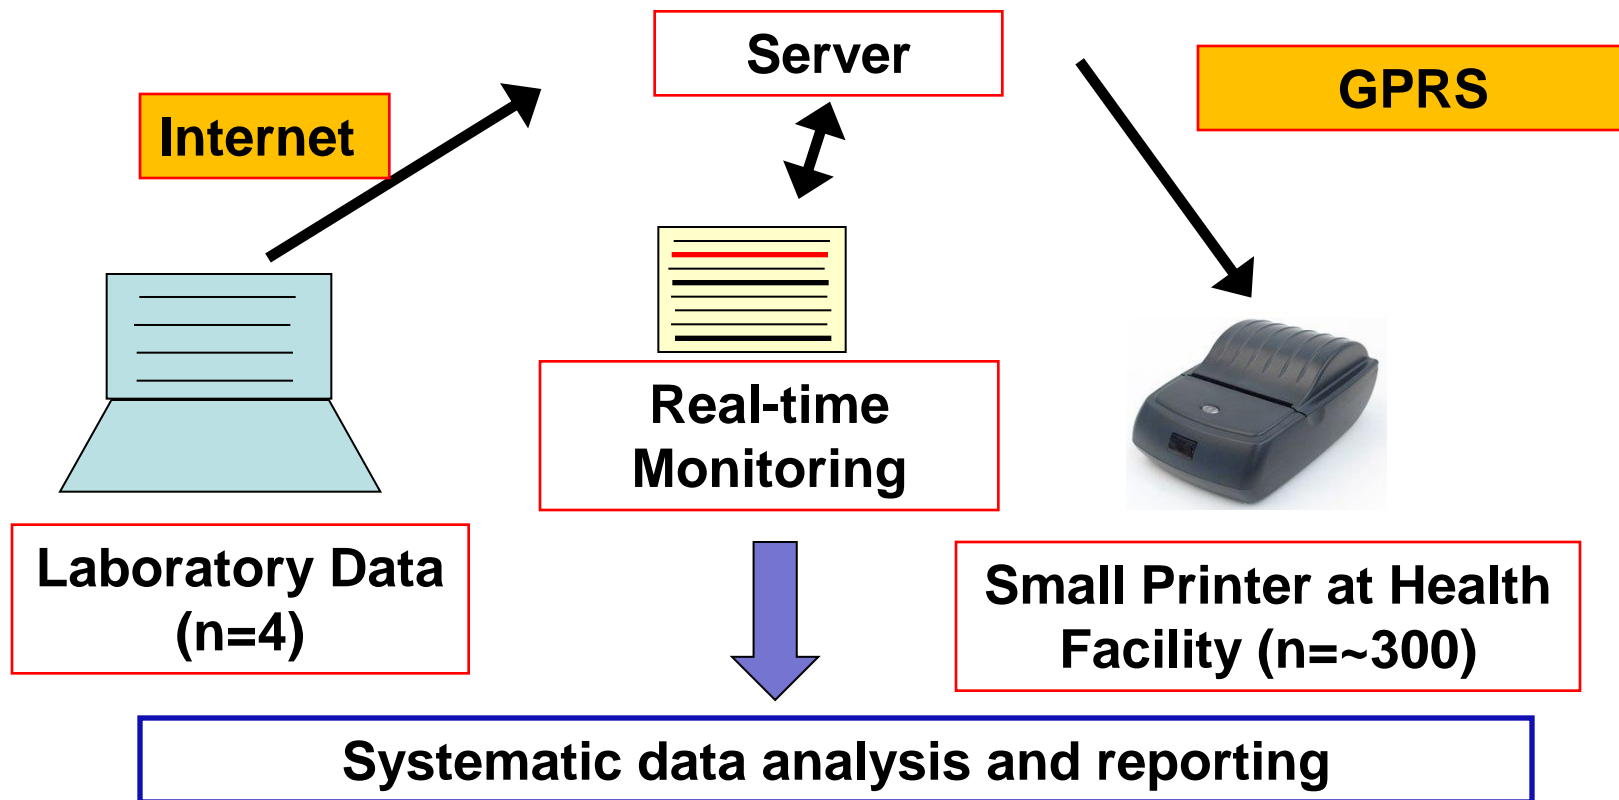 Server
GPRS
Internet
Real-time
Monitoring
Laboratory Data
(n=4)
Small Printer at Health
Facility (n=~300)
Systematic data analysis and reporting